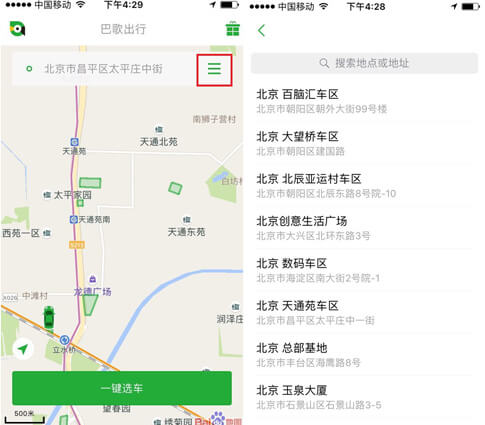 中国移动
下午4:29
巴歌出行
北京市昌平区太平庄中街
南狮子营村
天通北苑
天通苑
白坊村
太平家园
天通苑南
天通东苑
西苑一区
S213
龙德广场
中滩村
X026
润泽庄
立水桥
一键选车
500米
望春园
绣菊园
Bai地图
中国移动
下午4:28
搜索地点或地址
北京 百脑汇车区
北京市朝阳区朝外大街99号楼
北京 大望桥车区
北京市朝阳区建国路
北京 北辰亚运村车区
北京市朝阳区北辰东路8号院-10
北京创意生活广场
北京市大兴区北环东路3号
北京 数码车区
北京市海淀区南大街2号院-1
北京 天通苑车区
北京市昌平区太平庄中一街
北京 总部基地
北京市丰台区海鹰路8号
北京 玉泉大厦
北京市石景山区石景山路3-5